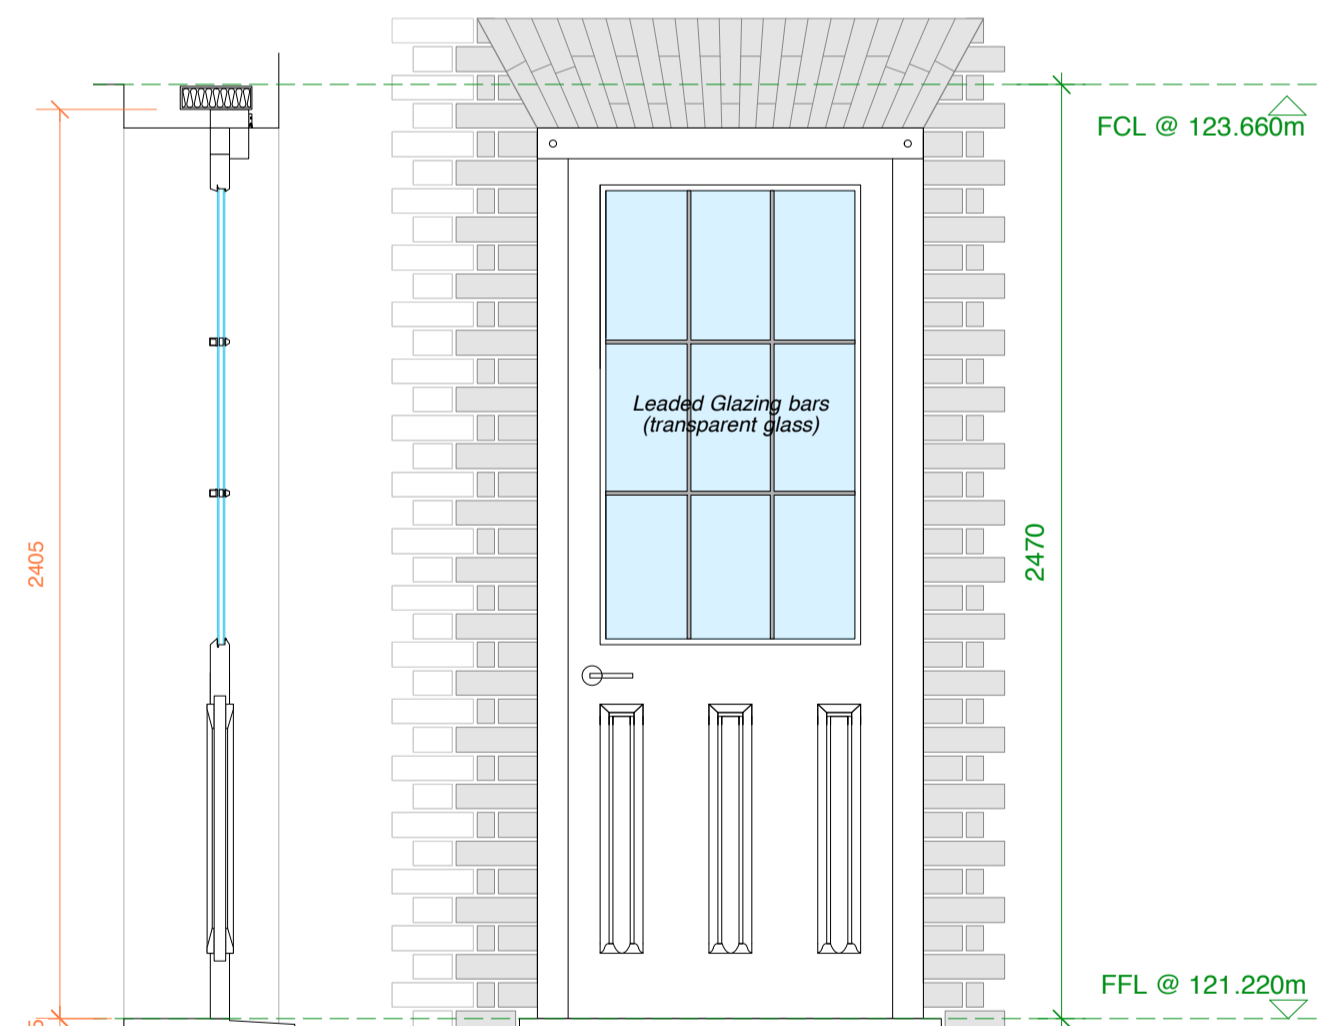 FCL @ 123.660m
Leaded Glazing bars
(transparent glass)
2405
2470
FFL @ 121.220m